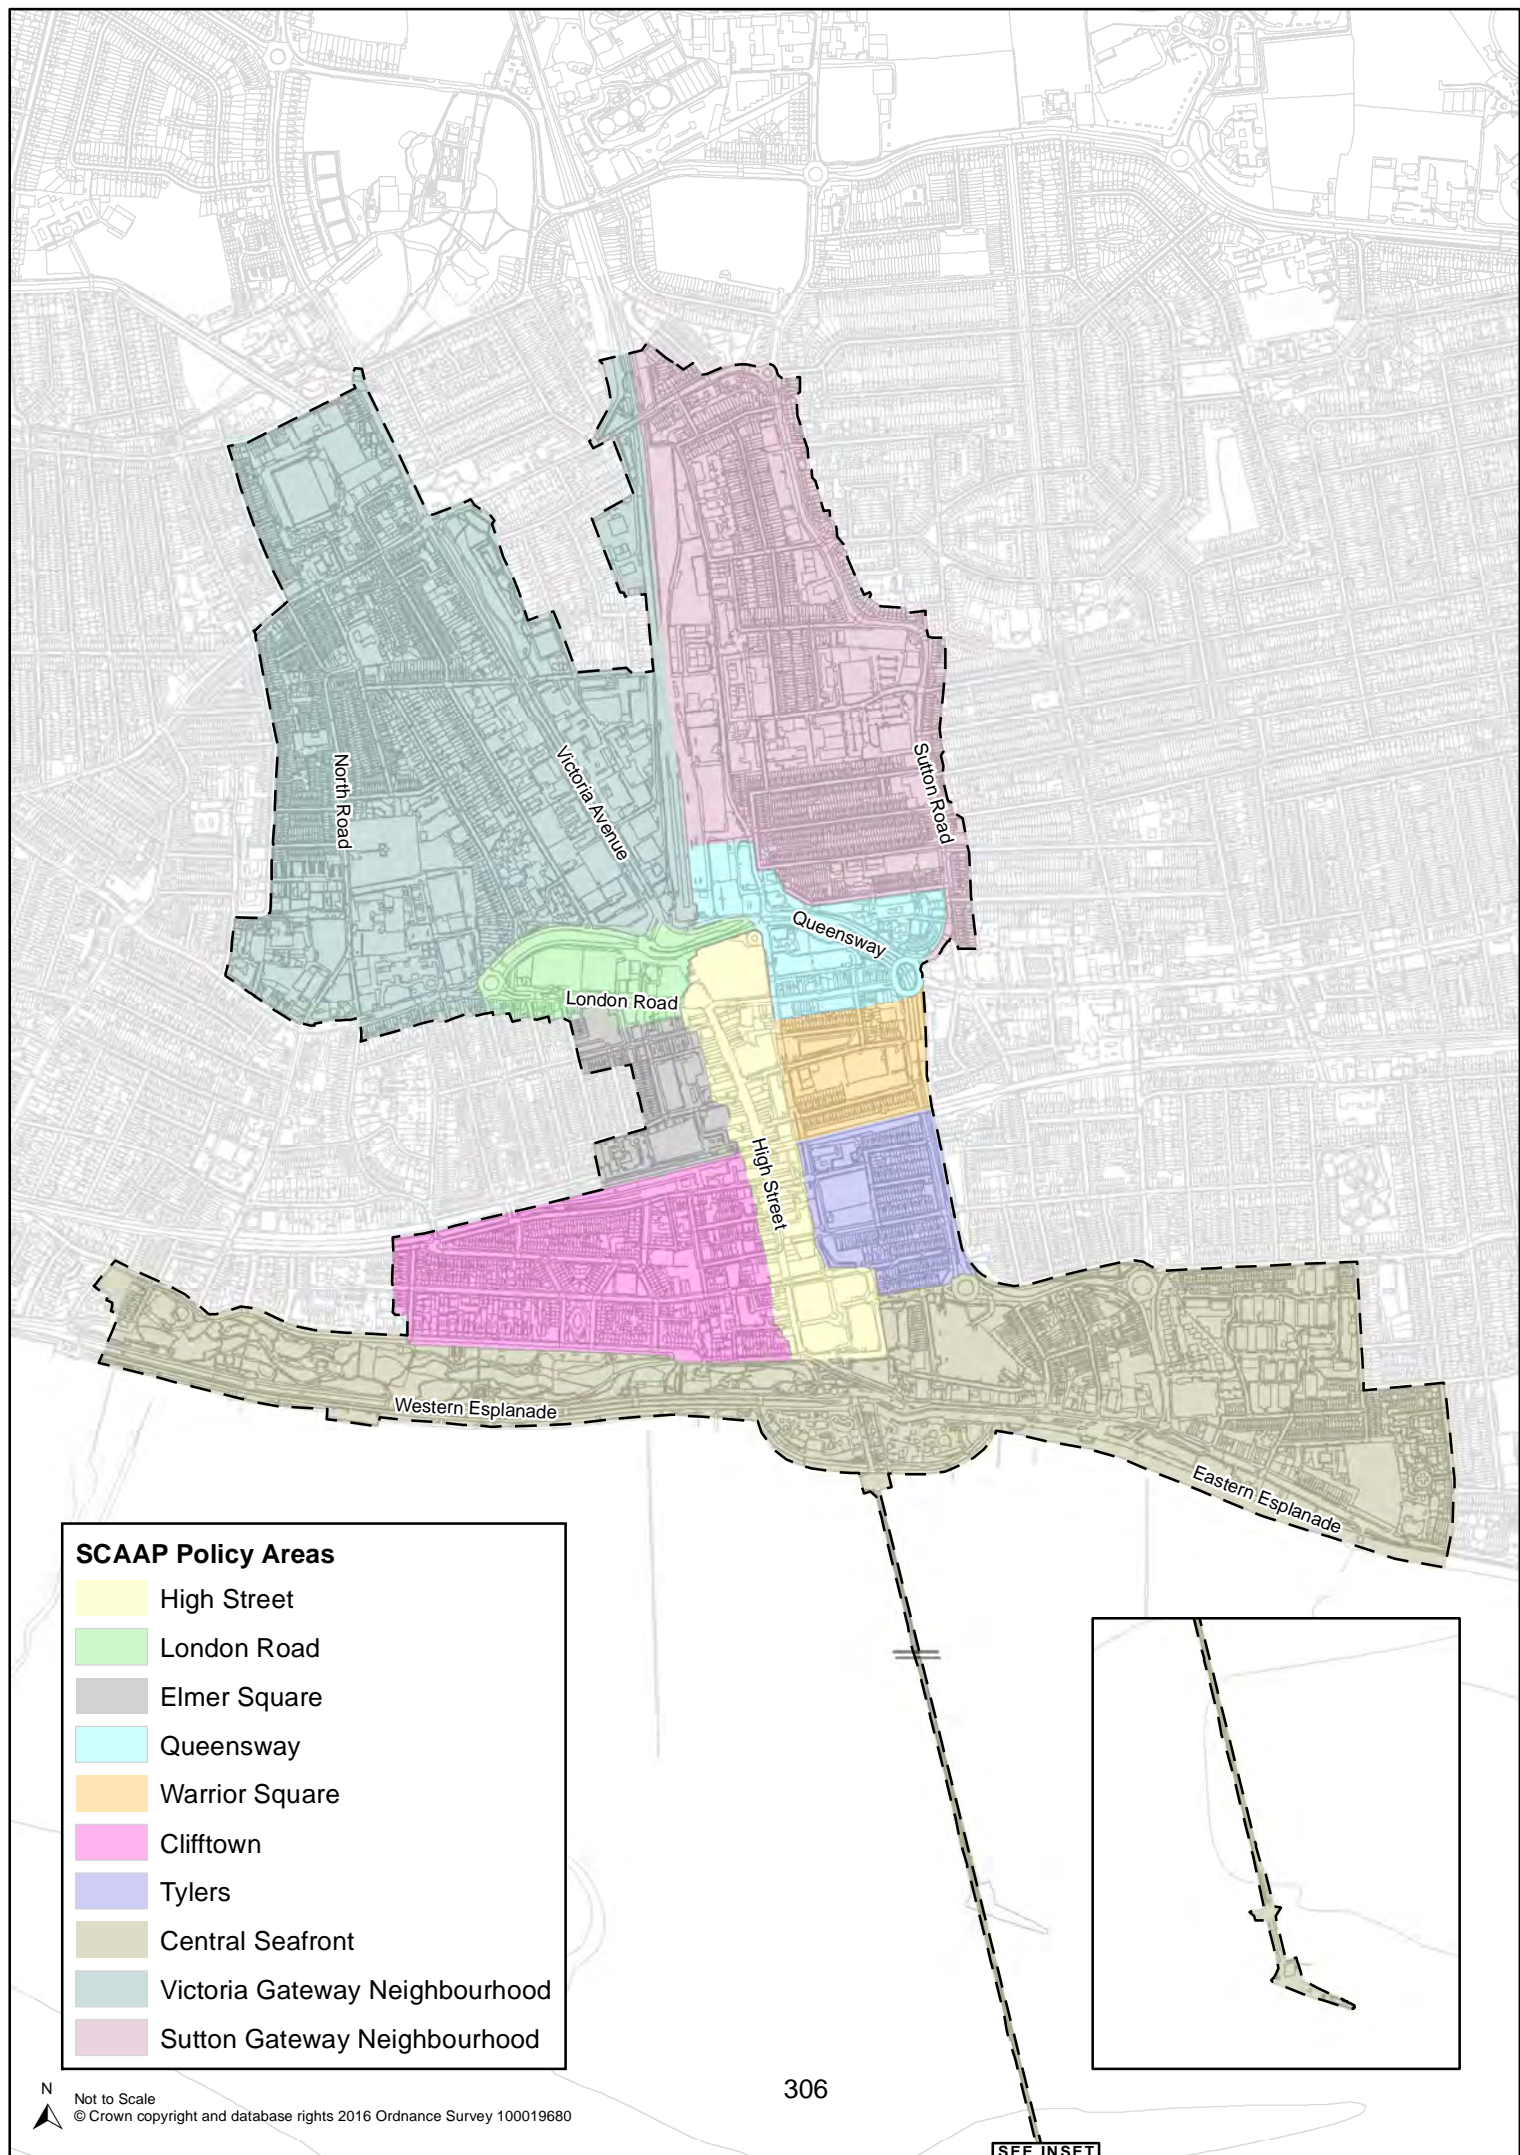 North Road
Victoria Avenue
Sutton Road
Queensway
London Road
High Street
Western Esplanade
Eastern Esplanade
SCAAP Policy Areas
High Street
London Road
Elmer Square
Queensway
Warrior Square
Clifftown
Tylers
Central Seafront
Victoria Gateway Neighbourhood
Sutton Gateway Neighbourhood
N
Not to Scale
© Crown copyright and database rights 2016 Ordnance Survey 100019680
306
SEE INSET